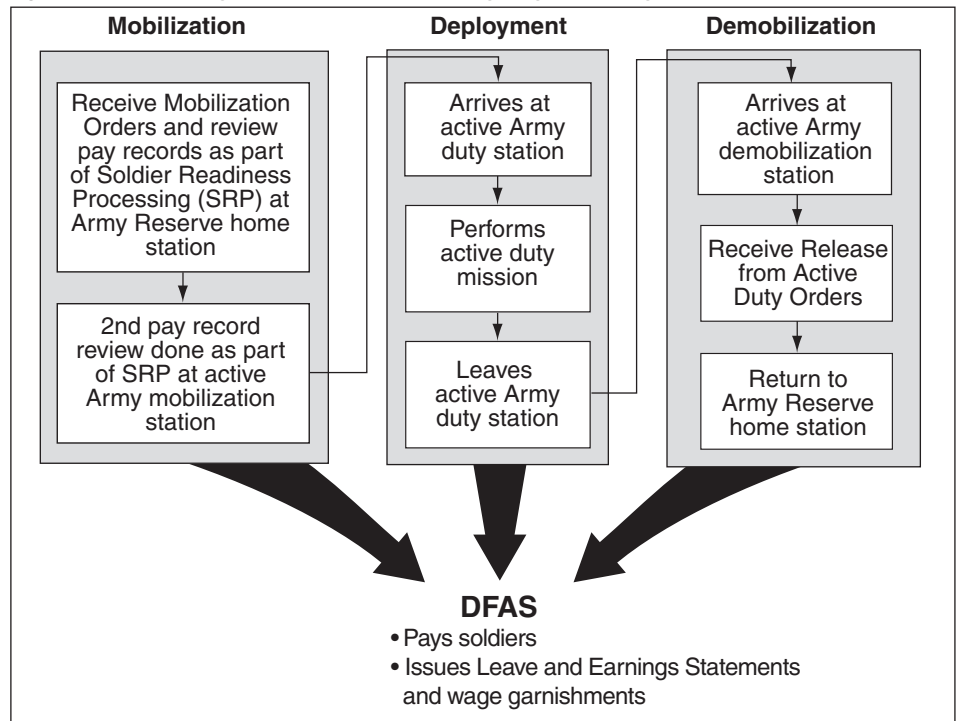 Mobilization
Receive Mobilization
Orders and review
pay records as part
of Soldier Readiness
Processing (SRP) at
Army Reserve home
station
2nd pay record
review done as part
of SRP at active
Army mobilization
station
Deployment
Arrives at
active Army
duty station
Performs
active duty
mission
Leaves
active Army
duty station
Demobilization
Arrives at
active Army
demobilization
station
Receive Release
from Active
Duty Orders
Return to
Army Reserve
home station
DFAS
• Pays soldiers
• Issues Leave and Earnings Statements
and wage garnishments